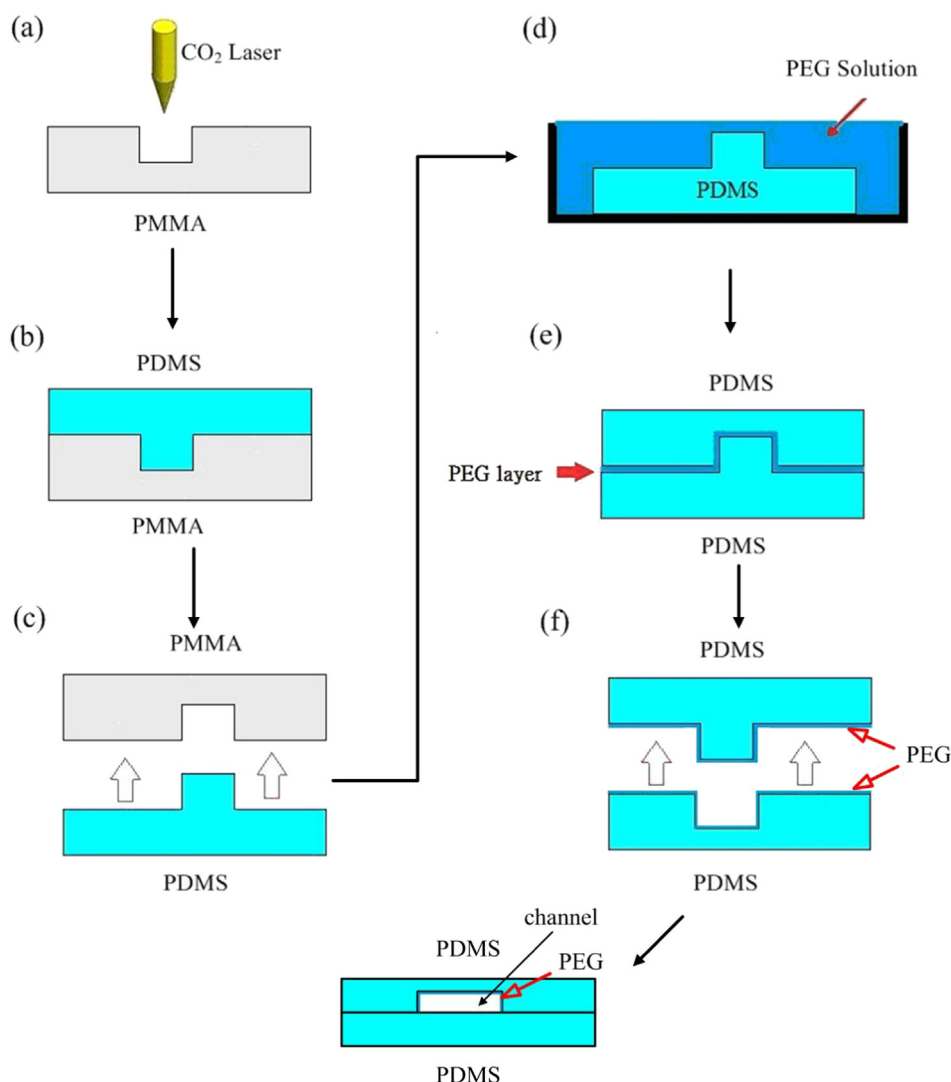 (a)
CO₂ Laser
PMMA
(b)
PDMS
PMMA
(c)
PMMA
PDMS
(d)
PEG Solution
PDMS
(e)
PDMS
PEG layer
PDMS
(f)
PDMS
PEG
PDMS
channel
PDMS
PEG
PDMS